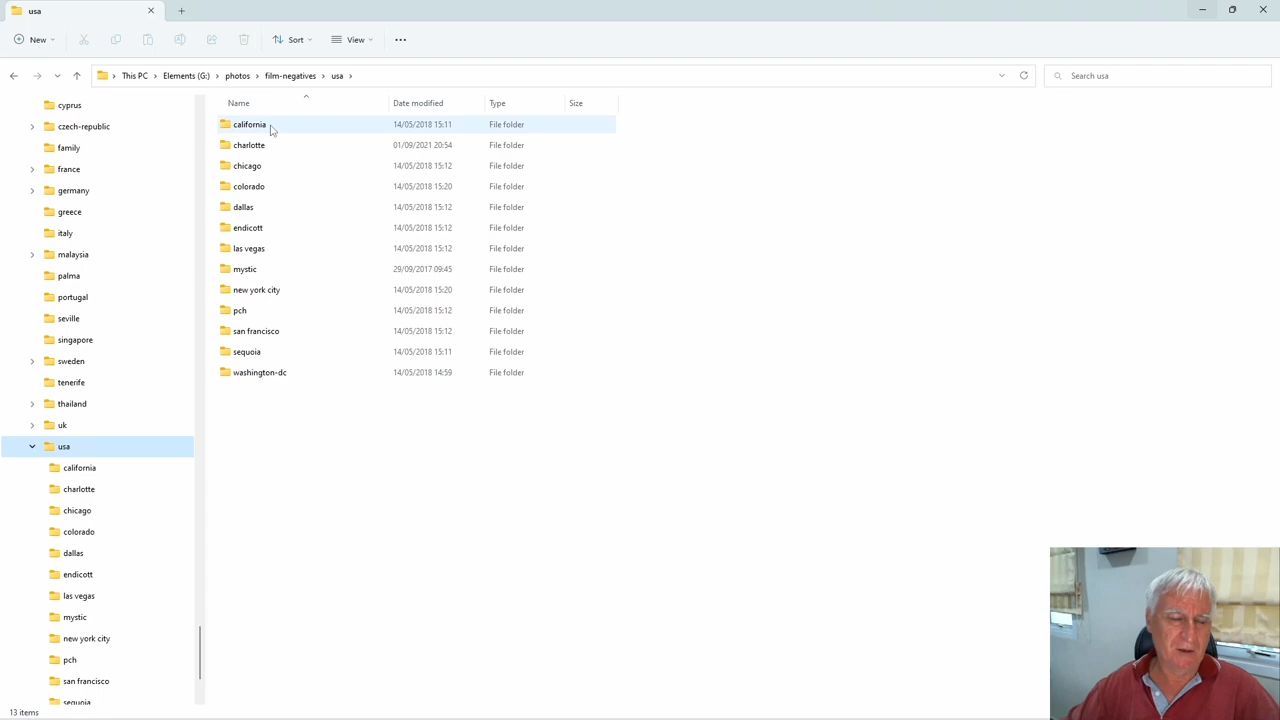 usa
New
Sort
View
This PC > Elements (G:) > photos > film-negatives > usa >
Search usa
cyprus
czech-republic
family
france
germany
greece
italy
malaysia
palma
portugal
seville
singapore
sweden
tenerife
thailand
uk
usa
california
charlotte
chicago
colorado
dallas
endicott
las vegas
mystic
new york city
pch
san francisco
sequoia
Name Date modified Type Size
california 14/05/2018 15:11 File folder
charlotte 01/09/2021 20:54 File folder
chicago 14/05/2018 15:12 File folder
colorado 14/05/2018 15:20 File folder
dallas 14/05/2018 15:12 File folder
endicott 14/05/2018 15:12 File folder
las vegas 14/05/2018 15:12 File folder
mystic 29/09/2017 09:45 File folder
new york city 14/05/2018 15:20 File folder
pch 14/05/2018 15:12 File folder
san francisco 14/05/2018 15:12 File folder
sequoia 14/05/2018 15:11 File folder
washington-dc 14/05/2018 14:59 File folder
13 items